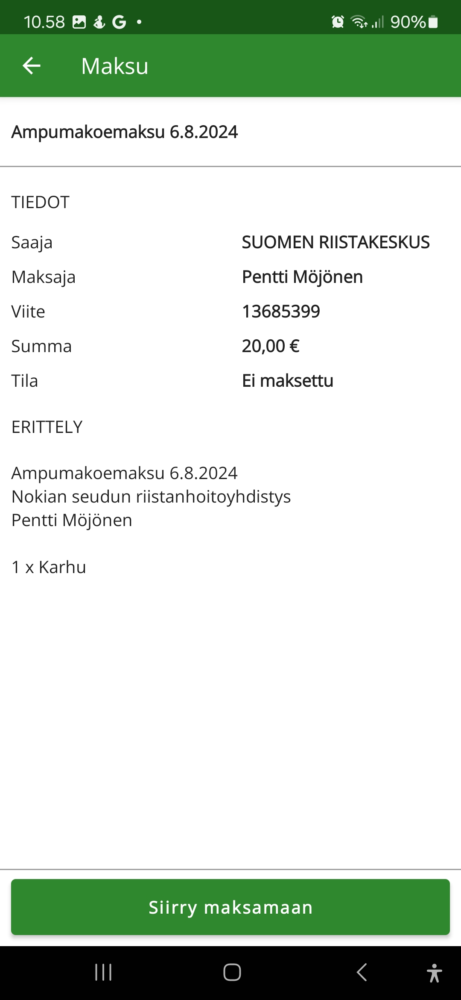 10.58 90%
Maksu
Ampumakoemaksu 6.8.2024
TIEDOT
Saaja SUOMEN RIISTAKESKUS
Maksaja Pentti Möjönen
Viite 13685399
Summa 20,00 €
Tila Ei maksettu
ERITTELY
Ampumakoemaksu 6.8.2024
Nokian seudun riistanhoitoyhdistys
Pentti Möjönen
1 x Karhu
Siirry maksamaan